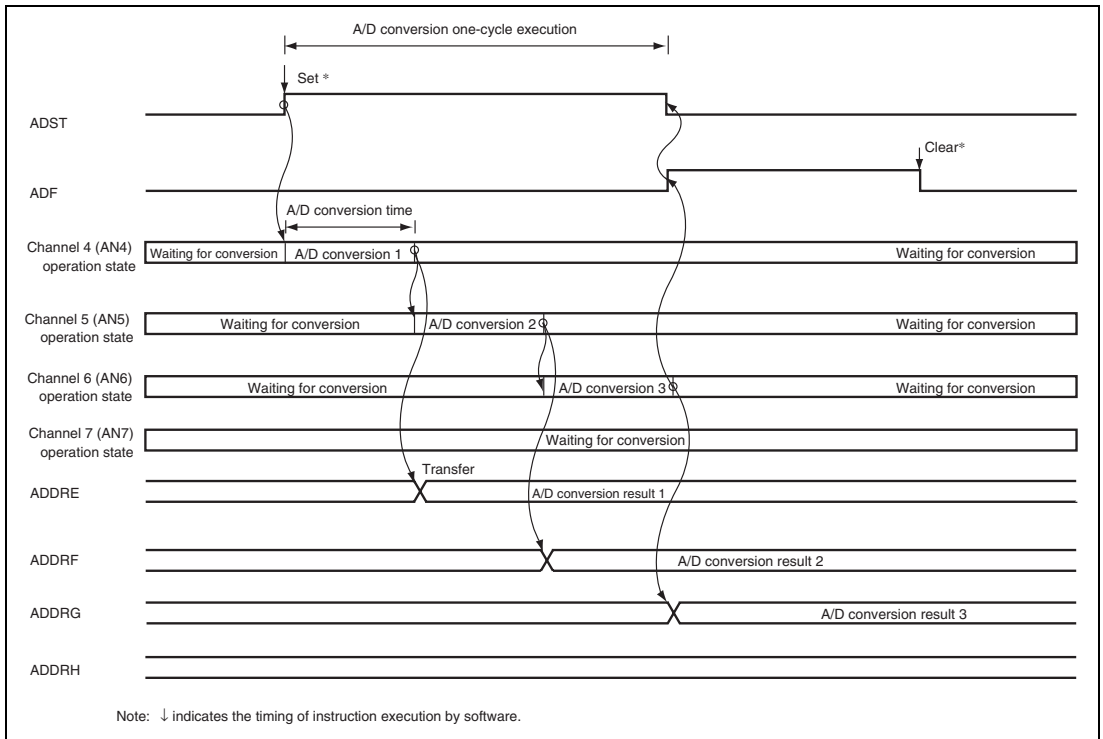 A/D conversion one-cycle execution
Set *
ADST
Clear*
ADF
A/D conversion time
Channel 4 (AN4)
operation state
Waiting for conversion
A/D conversion 1
Waiting for conversion
Channel 5 (AN5)
operation state
Waiting for conversion
A/D conversion 2
Waiting for conversion
Channel 6 (AN6)
operation state
Waiting for conversion
A/D conversion 3
Waiting for conversion
Channel 7 (AN7)
operation state
Waiting for conversion
Transfer
ADDRE
A/D conversion result 1
ADDRF
A/D conversion result 2
ADDRG
A/D conversion result 3
ADDRH
Note: ↓ indicates the timing of instruction execution by software.